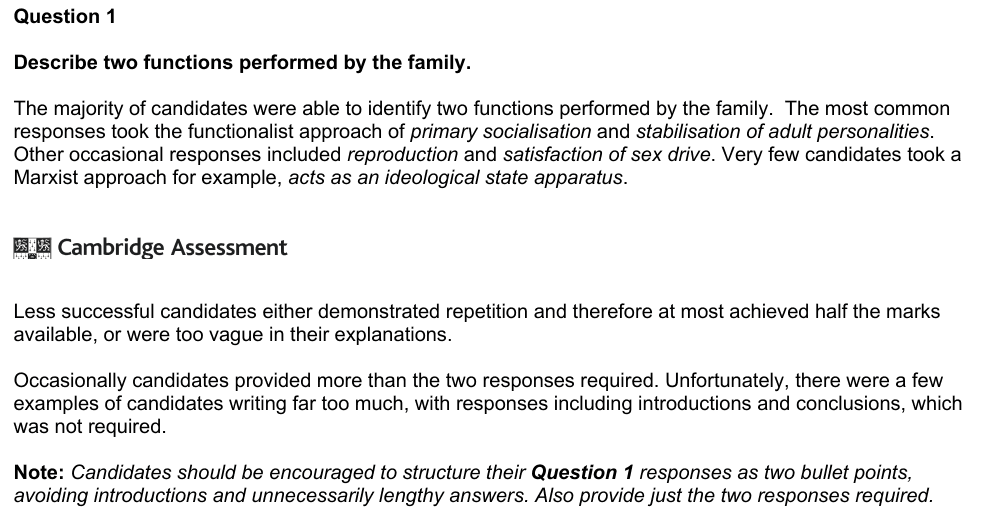 Question 1
Describe two functions performed by the family.
The majority of candidates were able to identify two functions performed by the family.  The most common
responses took the functionalist approach of primary socialisation and stabilisation of adult personalities.
Other occasional responses included reproduction and satisfaction of sex drive. Very few candidates took a
Marxist approach for example, acts as an ideological state apparatus.
Cambridge Assessment
Less successful candidates either demonstrated repetition and therefore at most achieved half the marks
available, or were too vague in their explanations.
Occasionally candidates provided more than the two responses required. Unfortunately, there were a few
examples of candidates writing far too much, with responses including introductions and conclusions, which
was not required.
Note: Candidates should be encouraged to structure their Question 1 responses as two bullet points,
avoiding introductions and unnecessarily lengthy answers. Also provide just the two responses required.